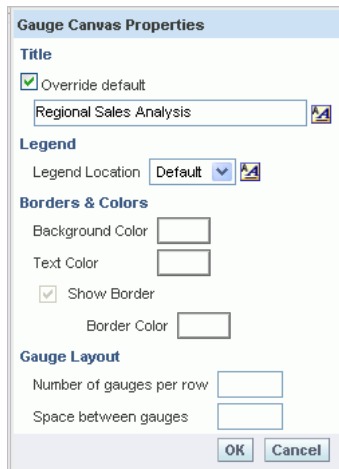 Gauge Canvas Properties
Title
Override default
Regional Sales Analysis
Legend
Legend Location Default
Borders & Colors
Background Color
Text Color
Show Border
Border Color
Gauge Layout
Number of gauges per row
Space between gauges
OK Cancel